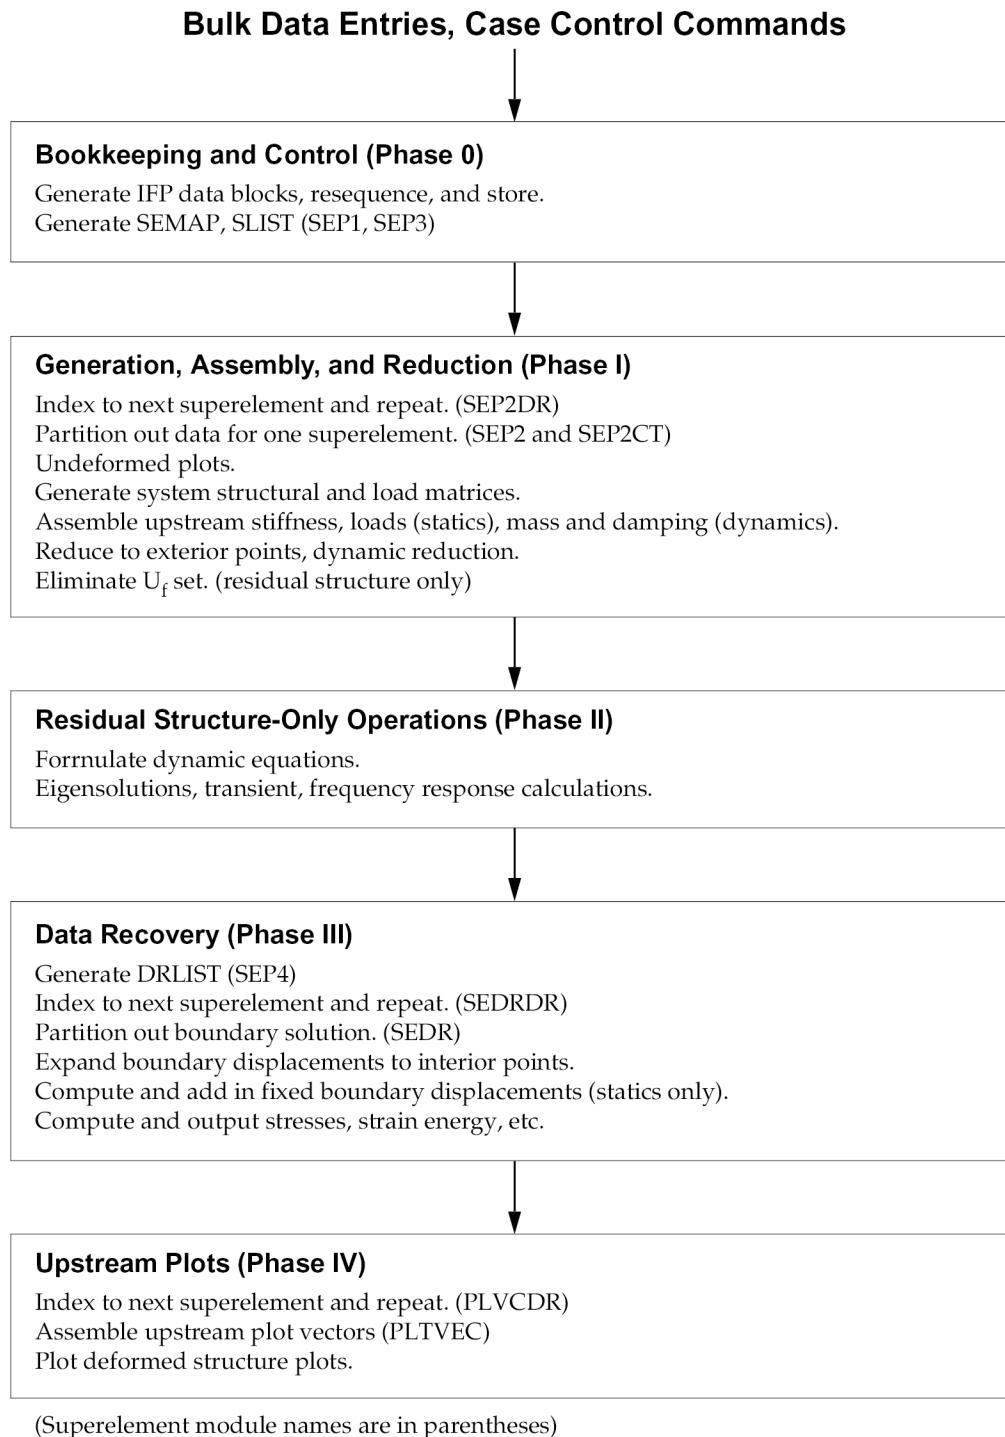 Bulk Data Entries, Case Control Commands
Bookkeeping and Control (Phase 0)
Generate IFP data blocks, resequence, and store.
Generate SEMAP, SLIST (SEP1, SEP3)
Generation, Assembly, and Reduction (Phase I)
Index to next superelement and repeat. (SEP2DR)
Partition out data for one superelement. (SEP2 and SEP2CT)
Undeformed plots.
Generate system structural and load matrices.
Assemble upstream stiffness, loads (statics), mass and damping (dynamics).
Reduce to exterior points, dynamic reduction.
Eliminate Uf set. (residual structure only)
Residual Structure-Only Operations (Phase II)
Forrnulate dynamic equations.
Eigensolutions, transient, frequency response calculations.
Data Recovery (Phase III)
Generate DRLIST (SEP4)
Index to next superelement and repeat. (SEDRDR)
Partition out boundary solution. (SEDR)
Expand boundary displacements to interior points.
Compute and add in fixed boundary displacements (statics only).
Compute and output stresses, strain energy, etc.
Upstream Plots (Phase IV)
Index to next superelement and repeat. (PLVCDR)
Assemble upstream plot vectors (PLTVEC)
Plot deformed structure plots.
(Superelement module names are in parentheses)